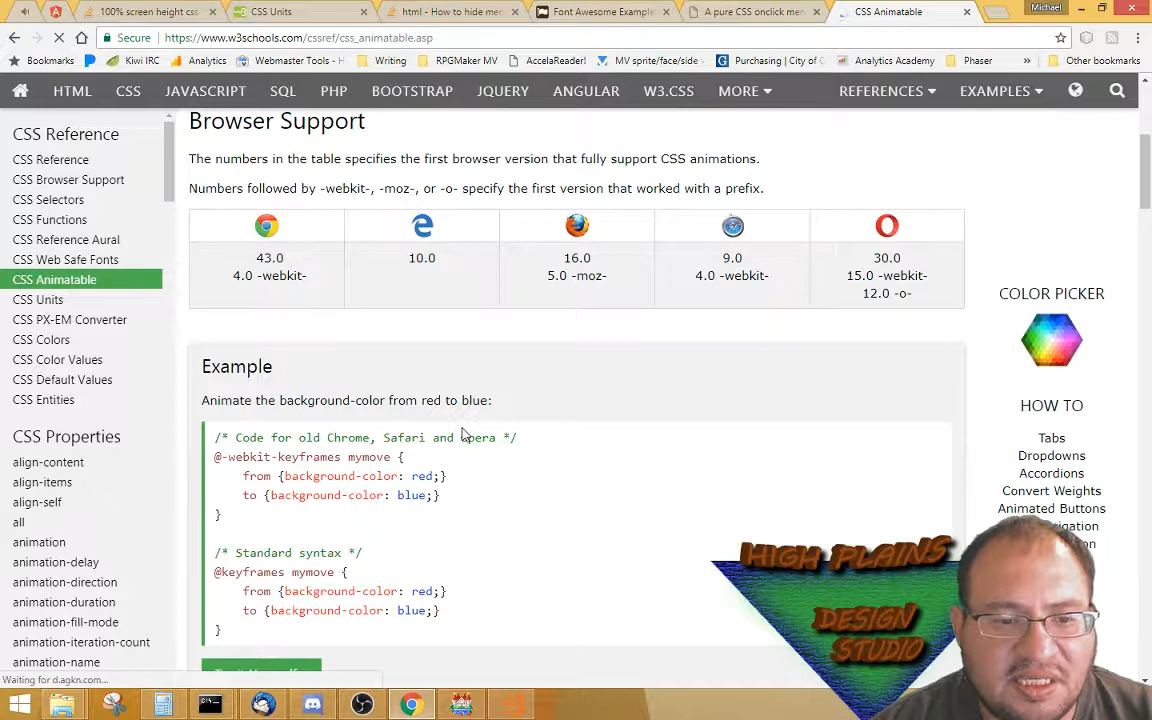 100% screen height css
CSS Units
html - How to hide me
Font Awesome Example
A pure CSS onclick me
CSS Animatable
Michael
Secure
https://www.w3schools.com/cssref/css_animatable.asp
Bookmarks
Kiwi IRC
Analytics
Webmaster Tools - H
Writing
RPGMaker MV
AccelaReader!
MV sprite/face/side
Purchasing | City of G
Analytics Academy
Phaser
»
Other bookmarks
HTML CSS JAVASCRIPT SQL PHP BOOTSTRAP JQUERY ANGULAR W3.CSS MORE REFERENCES EXAMPLES
CSS Reference
CSS Reference
CSS Browser Support
CSS Selectors
CSS Functions
CSS Reference Aural
CSS Web Safe Fonts
CSS Animatable
CSS Units
CSS PX-EM Converter
CSS Colors
CSS Color Values
CSS Default Values
CSS Entities
CSS Properties
align-content
align-items
align-self
all
animation
animation-delay
animation-direction
animation-duration
animation-fill-mode
animation-iteration-count
animation-name
Browser Support
The numbers in the table specifies the first browser version that fully support CSS animations.
Numbers followed by -webkit-, -moz-, or -o- specify the first version that worked with a prefix.
43.0 10.0 16.0 9.0 30.0
4.0 -webkit- 5.0 -moz- 4.0 -webkit- 15.0 -webkit-
12.0 -o-
Example
Animate the background-color from red to blue:
/* Code for old Chrome, Safari and Opera */
@-webkit-keyframes mymove {
from {background-color: red;}
to {background-color: blue;}
}
/* Standard syntax */
@keyframes mymove {
from {background-color: red;}
to {background-color: blue;}
}
COLOR PICKER
HOW TO
Tabs
Dropdowns
Accordions
Convert Weights
Animated Buttons
HIGH PLAINS
DESIGN
STUDIO
Waiting for d.agkn.com...